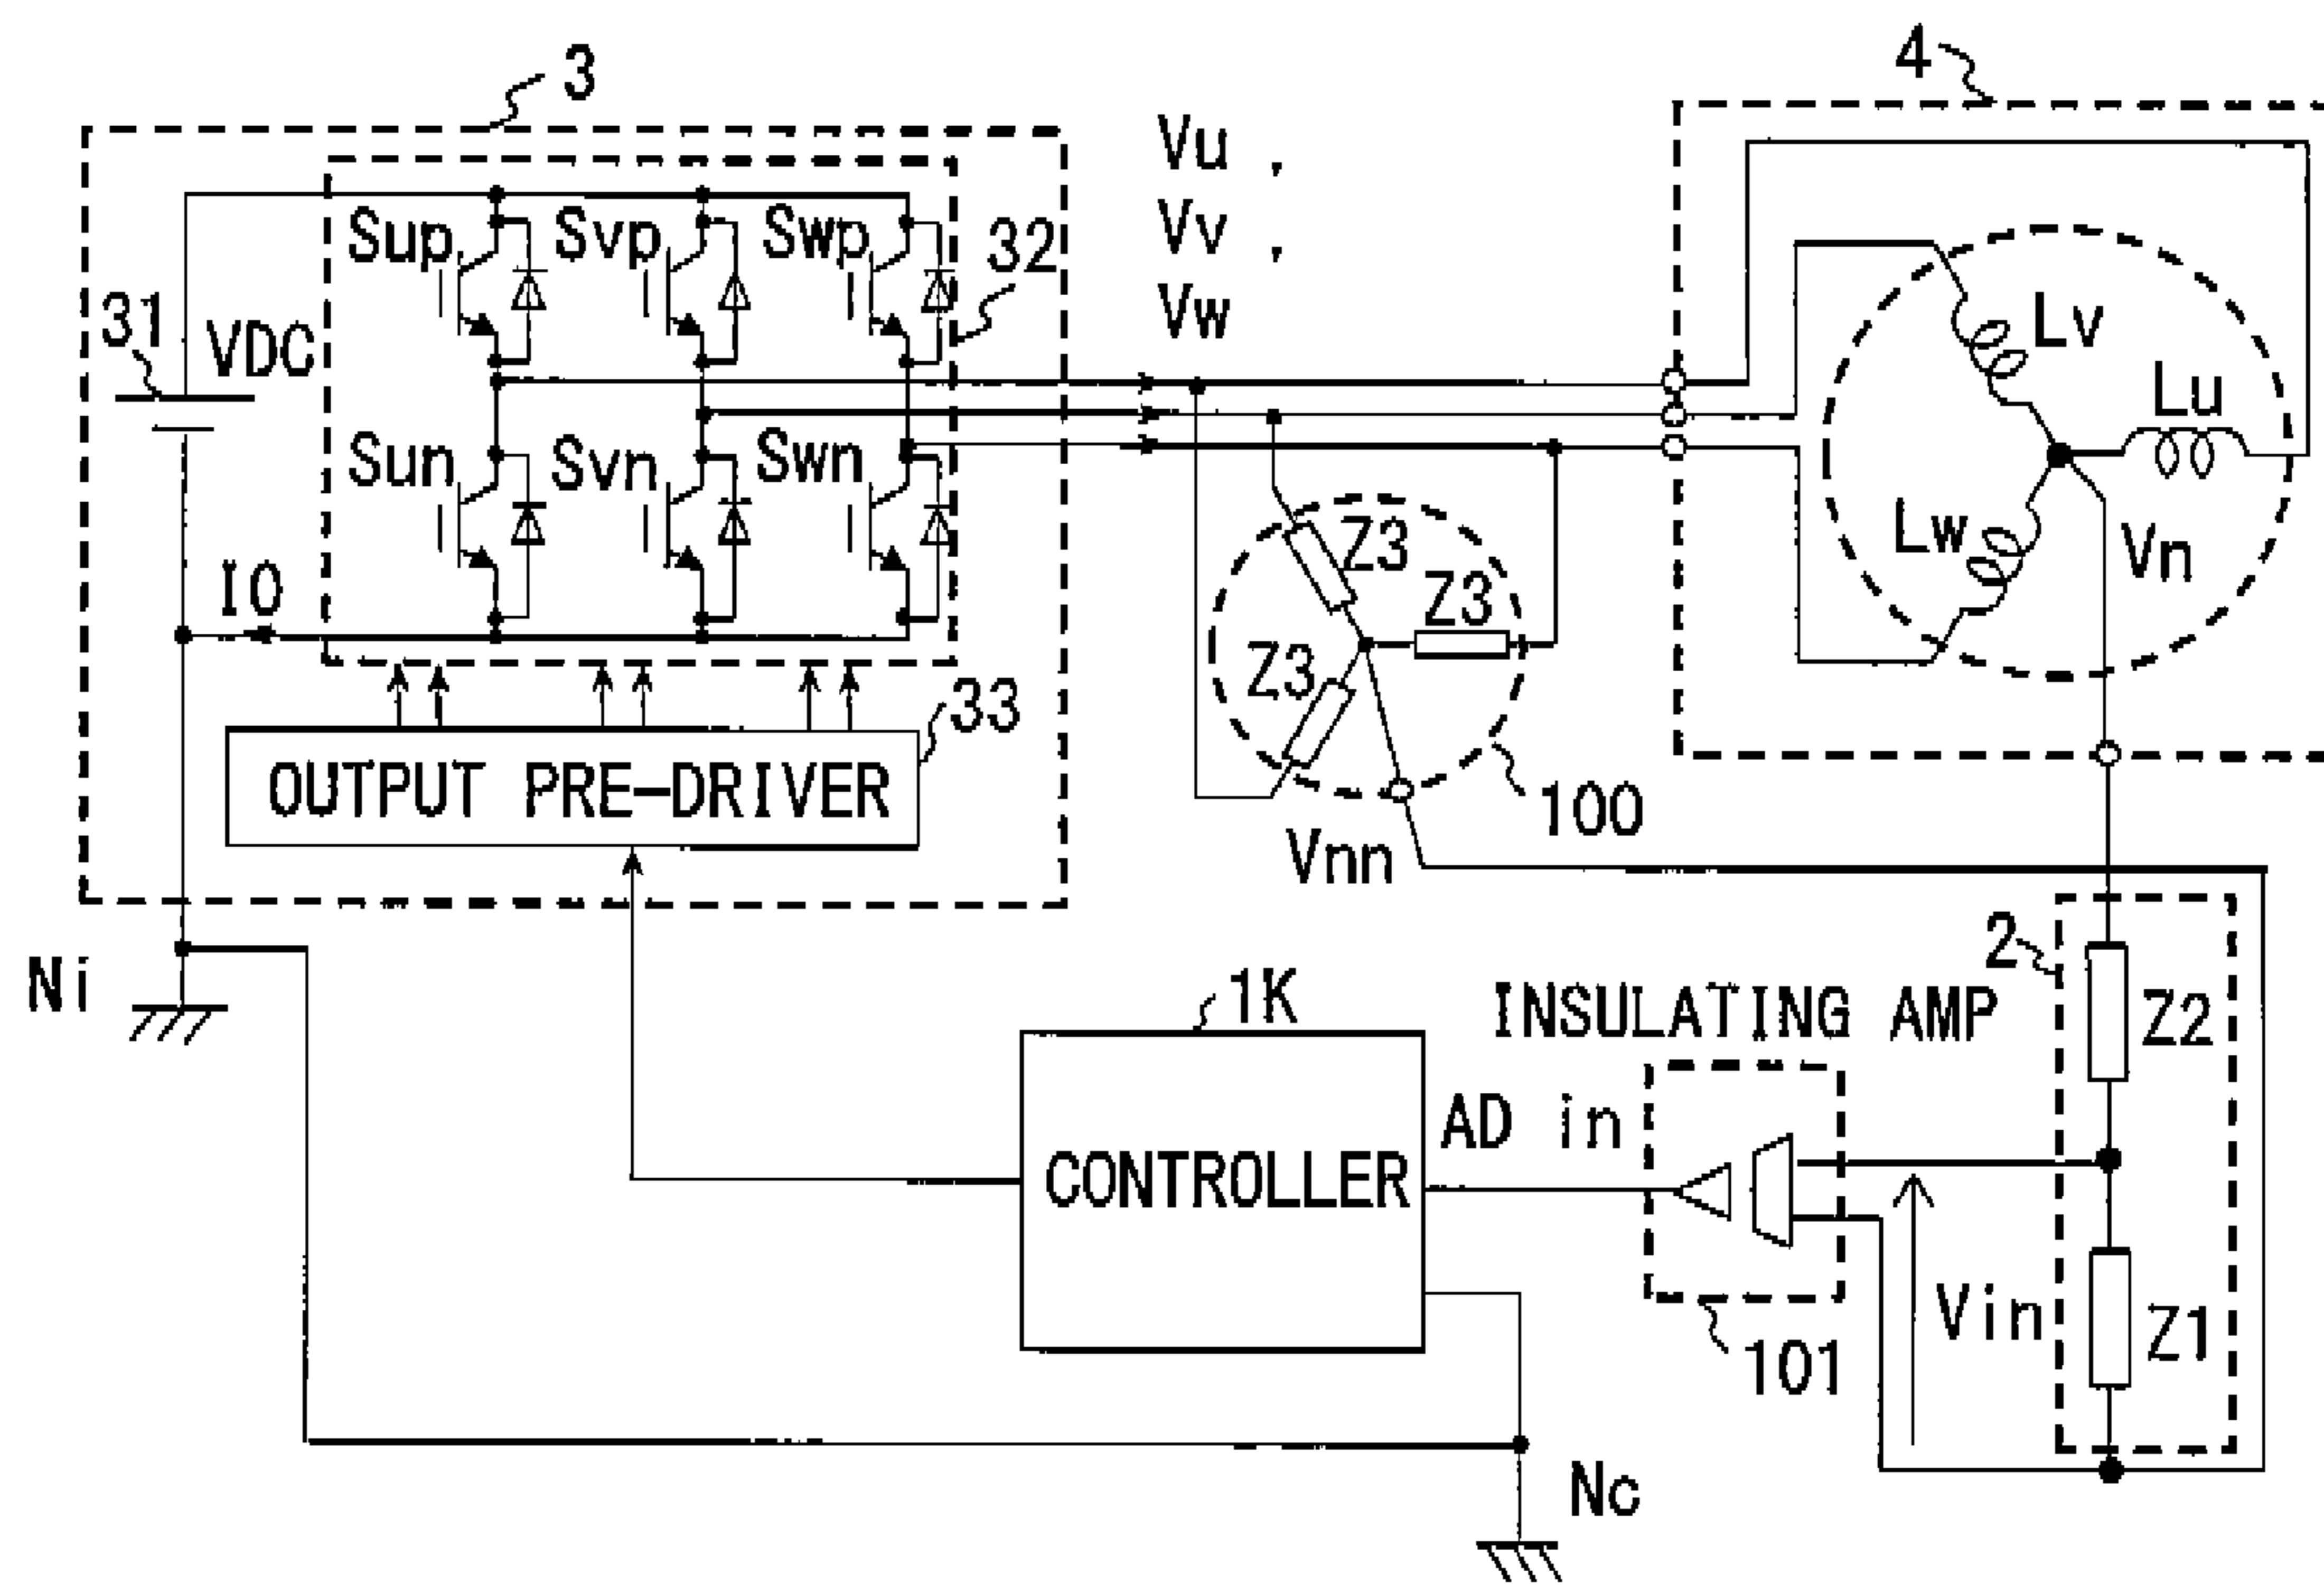 3
4
Vu ,
Vv ,
Vw
Sup Svp Swp
32
31
VDC
Lv
Lu
Sun Svn Swn
Lw
Vn
Z3
Z3
Z3
IO
33
OUTPUT PRE-DRIVER
100
Vnn
2
Ni
1K
INSULATING AMP
Z2
AD in
CONTROLLER
Vin
Z1
101
Nc